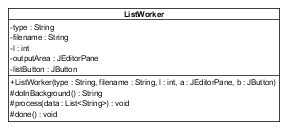 ListWorker
-type : String
-filename : String
-l : int
-outputArea : JEditorPane
-listButton : JButton
+ListWorker(type : String, filename : String, l : int, a : JEditorPane, b : JButton)
#doInBackground() : String
#process(data : List<String>) : void
#done() : void